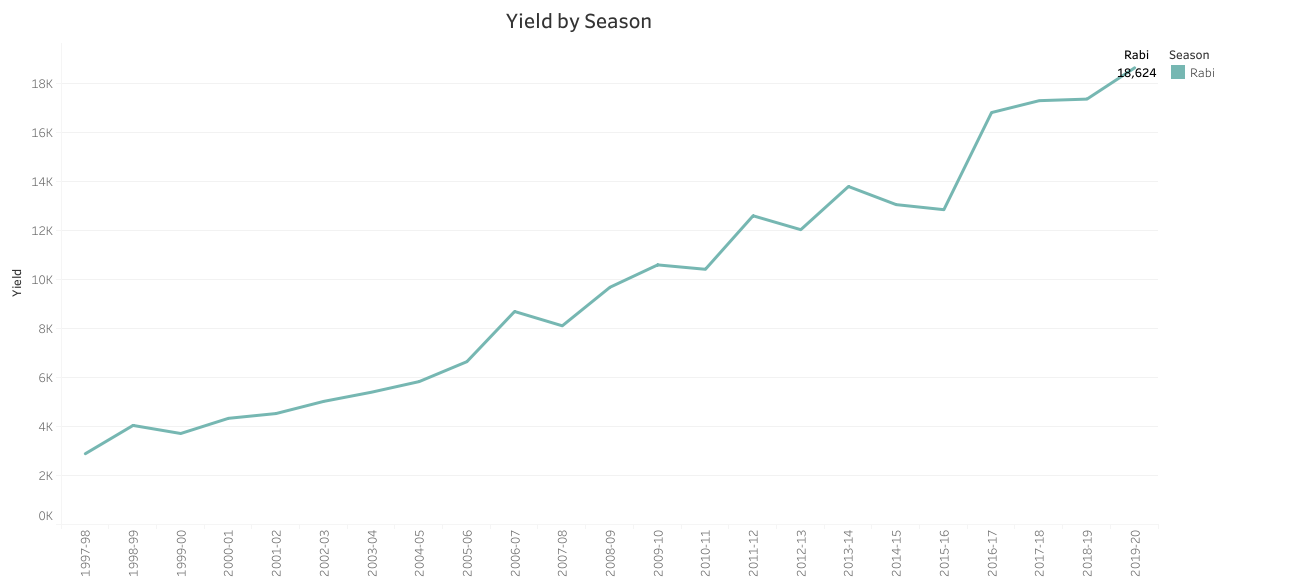 Yield by Season
Rabi
18,624
Season
Rabi
Yield
18K
16K
14K
12K
10K
8K
6K
4K
2K
0K
1997-98
1998-99
1999-00
2000-01
2001-02
2002-03
2003-04
2004-05
2005-06
2006-07
2007-08
2008-09
2009-10
2010-11
2011-12
2012-13
2013-14
2014-15
2015-16
2016-17
2017-18
2018-19
2019-20